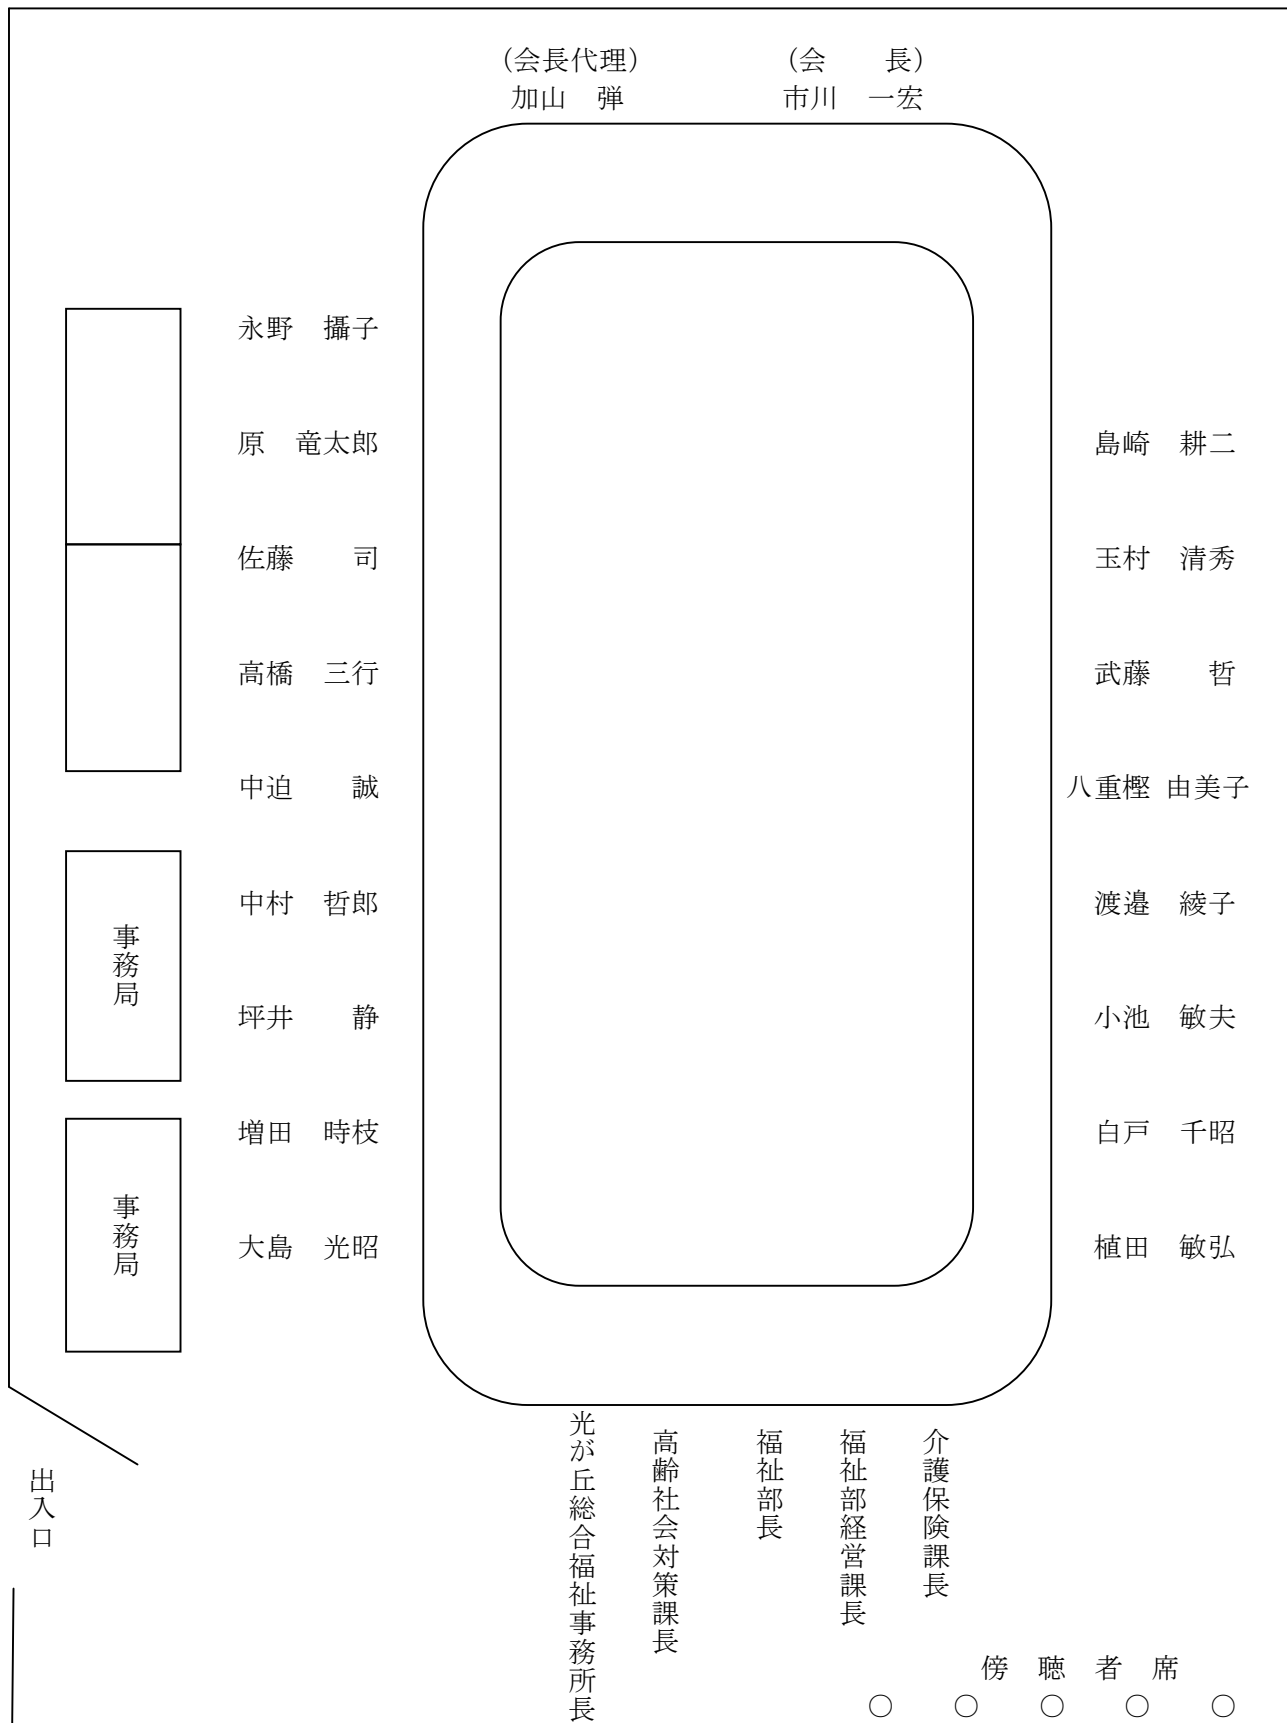 （会長代理）　（会　　長）
加山　弾　市川　一宏
永野　攝子
原　竜太郎　島崎　耕二
佐藤　　司　玉村　清秀
高橋　三行　武藤　　哲
中迫　　誠　八重樫 由美子
中村　哲郎　渡邉　綾子
事務局
坪井　　静　小池　敏夫
増田　時枝　白戸　千昭
事務局
大島　光昭　植田　敏弘
出入口
光が丘総合福祉事務所長
高齢社会対策課長
福祉部長
福祉部経営課長
介護保険課長
傍　聴　者　席
○　○　○　○　○